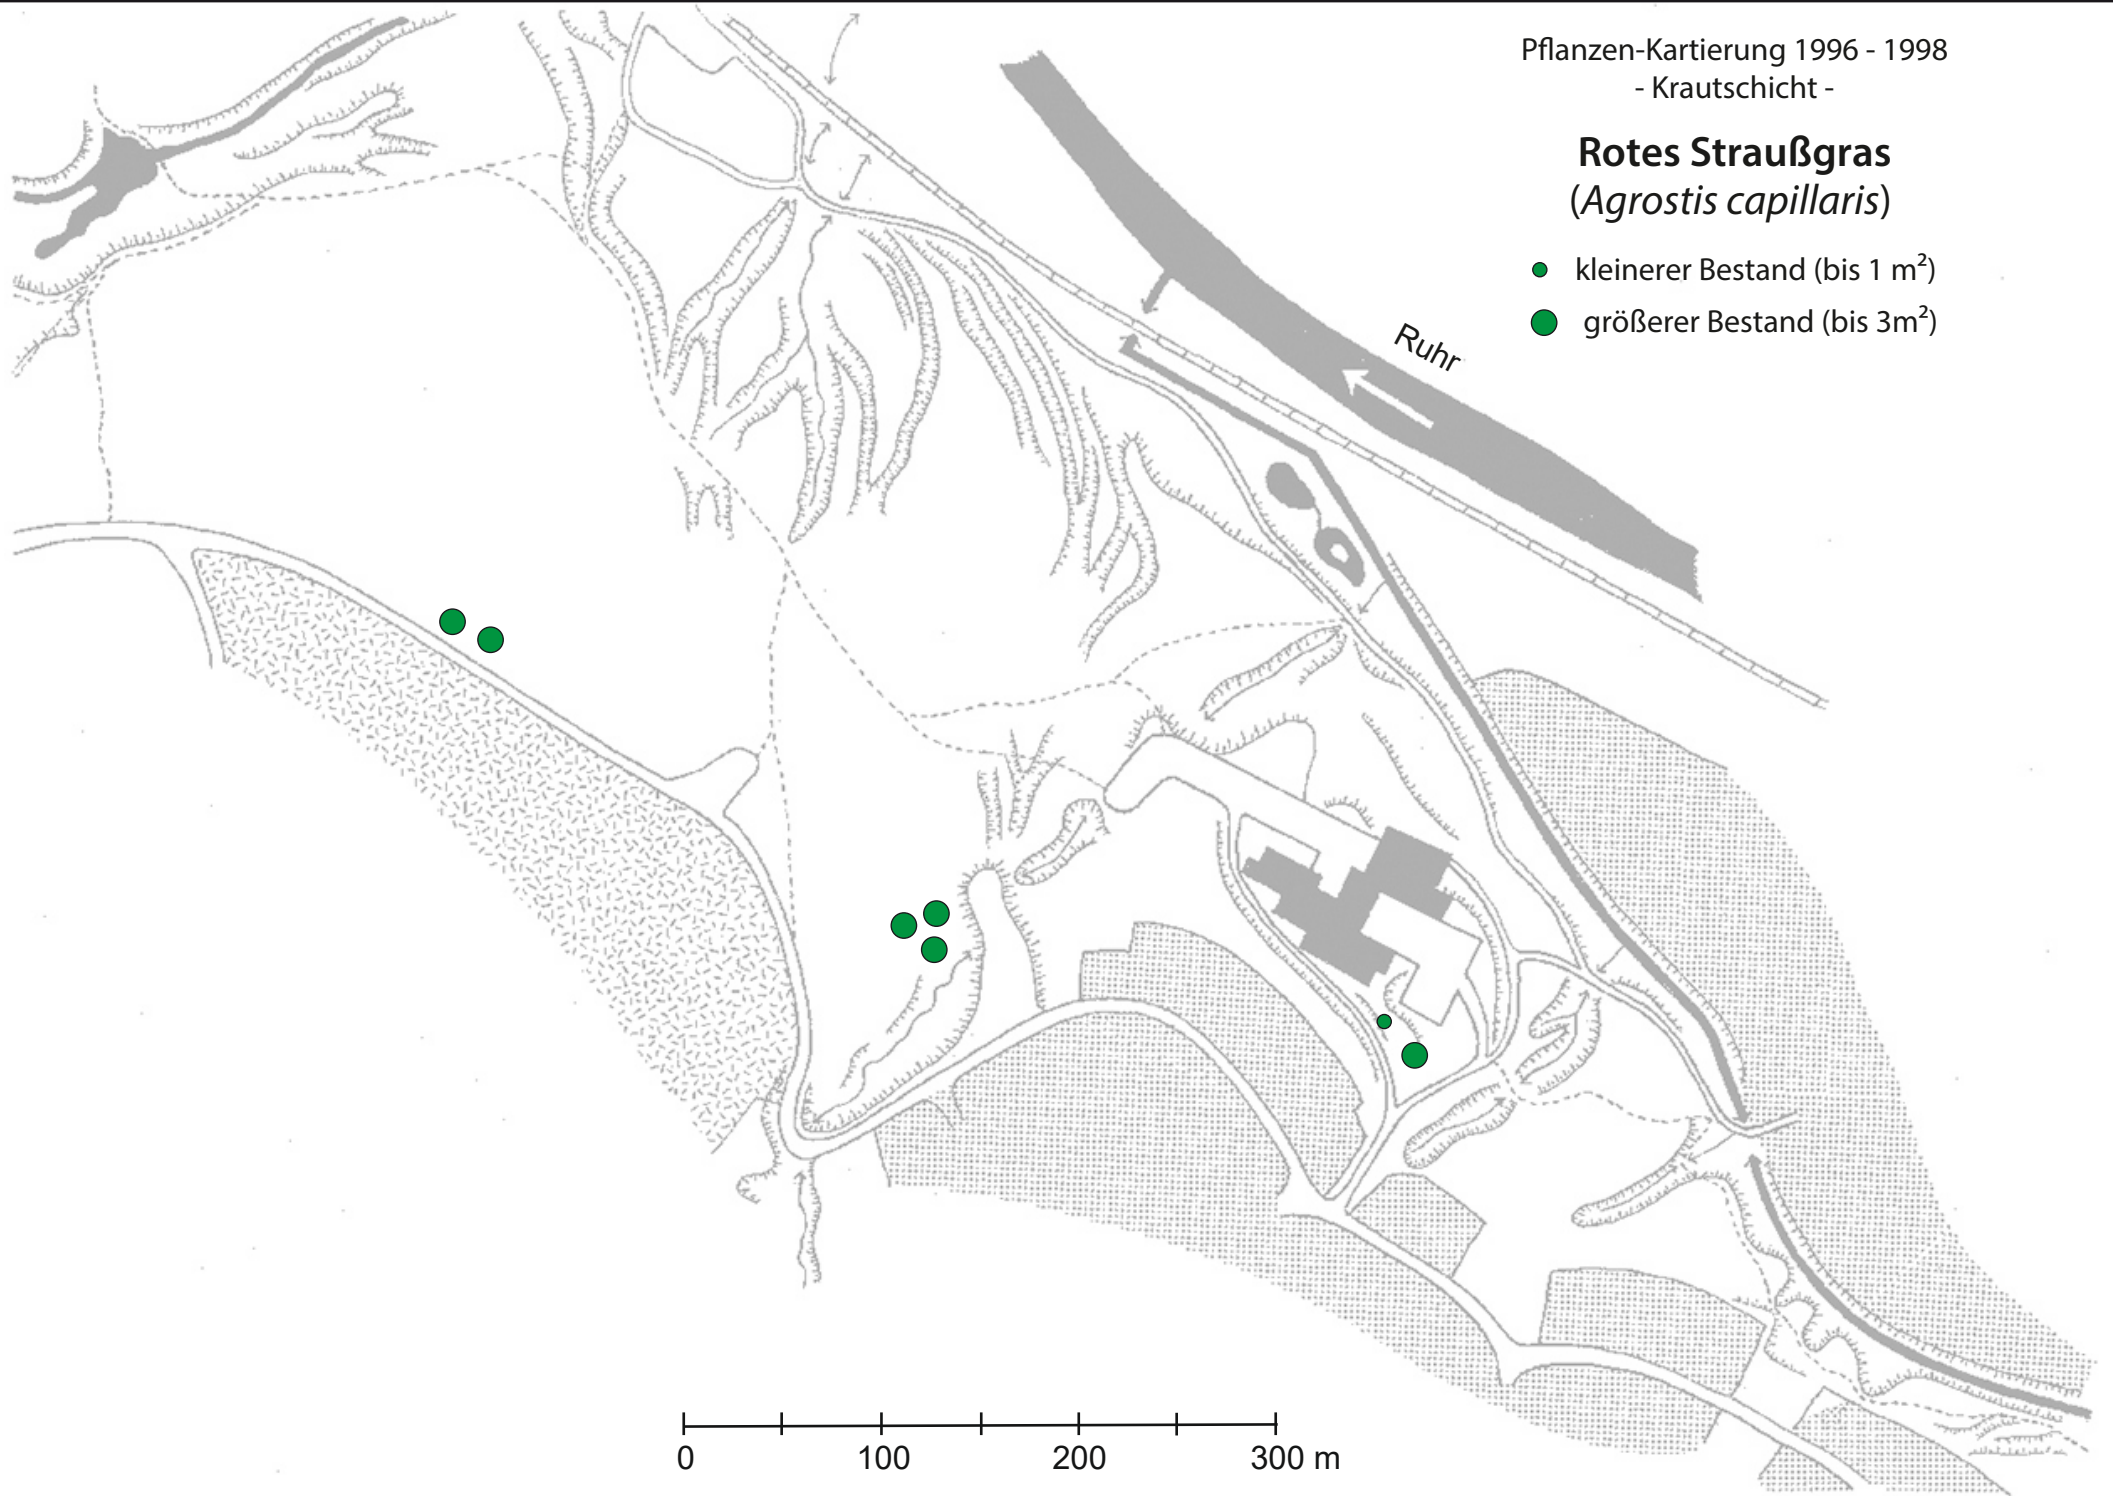 Pflanzen-Kartierung 1996 - 1998
- Krautschicht -
Rotes Straußgras
(Agrostis capillaris)
kleinerer Bestand (bis 1 m²)
größerer Bestand (bis 3m²)
Ruhr
0 100 200 300 m